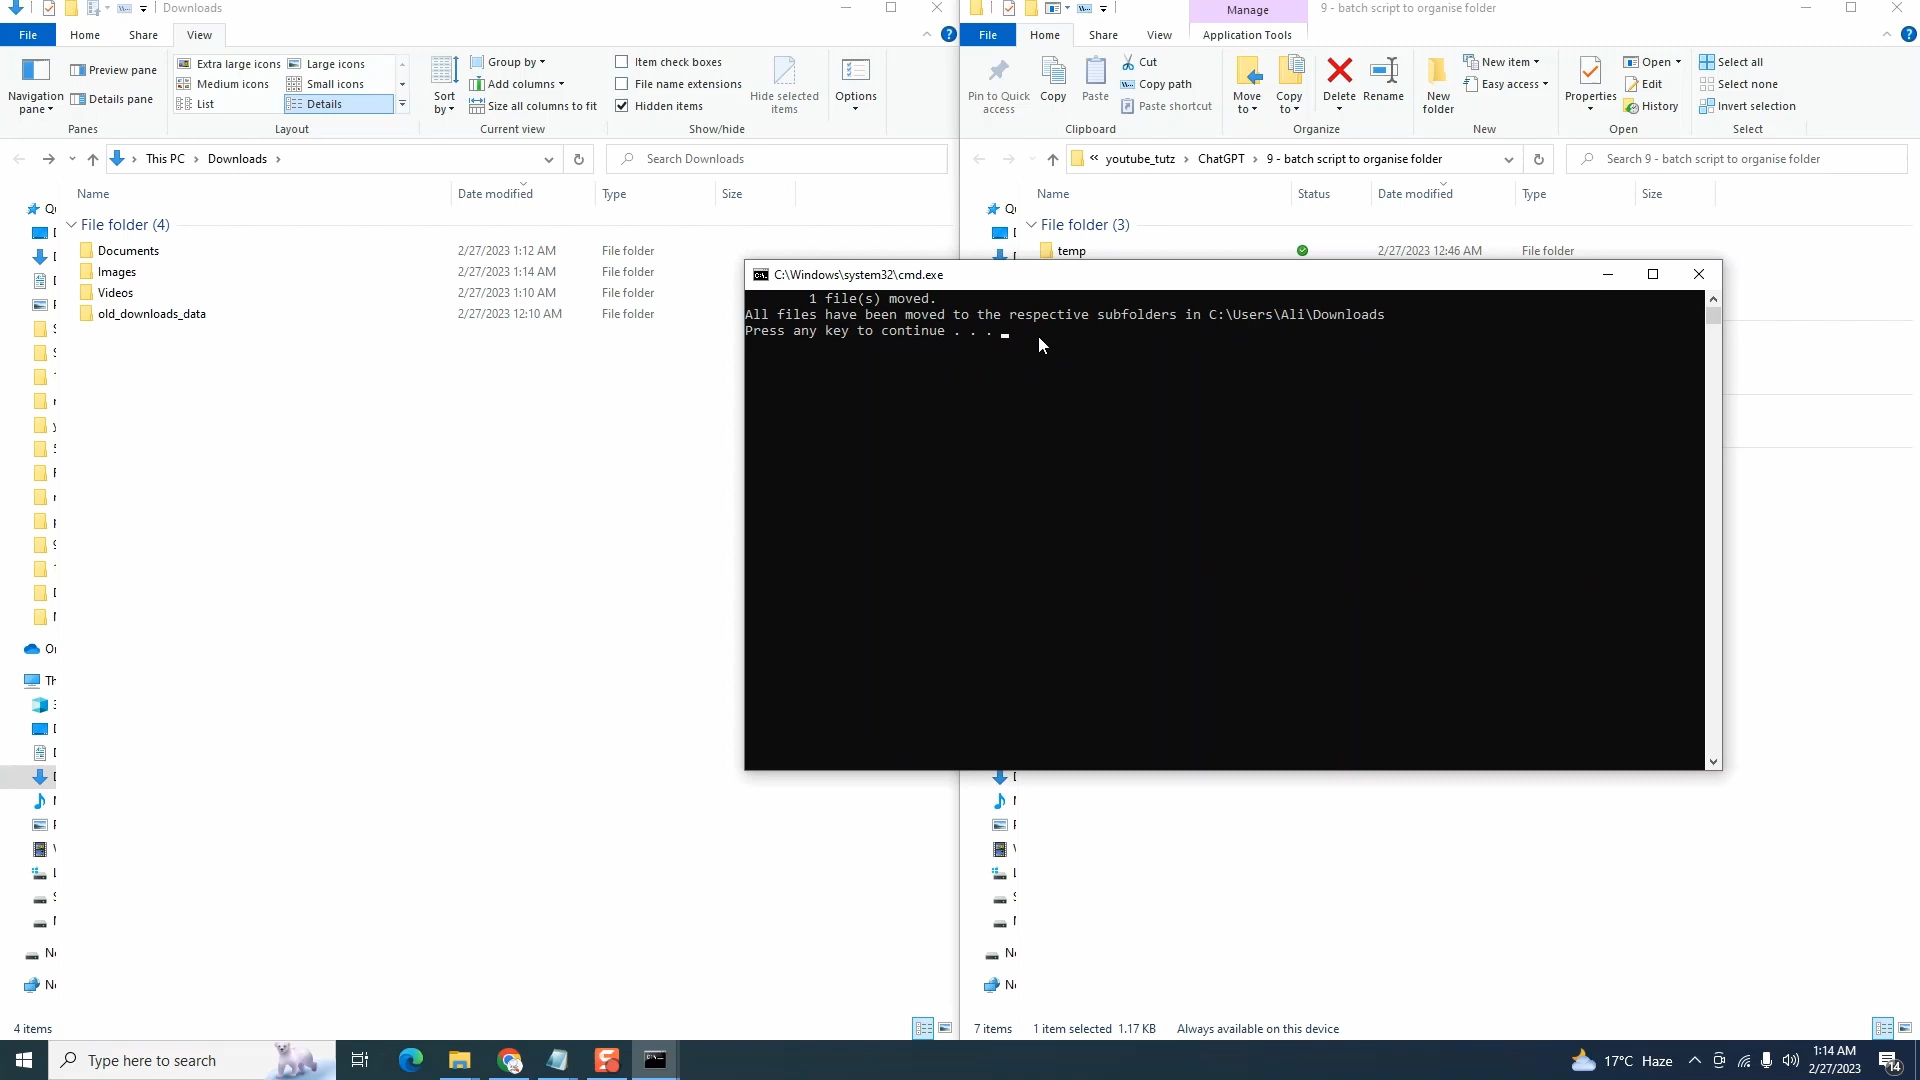 Downloads
File
Home
Share
View
Navigation pane
Preview pane
Details pane
Panes
Extra large icons
Large icons
Medium icons
Small icons
List
Details
Layout
Sort by
Group by
Add columns
Size all columns to fit
Current view
Item check boxes
File name extensions
Hidden items
Hide selected items
Show/hide
Options
This PC > Downloads >
Search Downloads
Name
Date modified
Type
Size
File folder (4)
Documents 2/27/2023 1:12 AM File folder
Images 2/27/2023 1:14 AM File folder
Videos 2/27/2023 1:10 AM File folder
old_downloads_data 2/27/2023 12:10 AM File folder
4 items
Manage
9 - batch script to organise folder
File
Home
Share
View
Application Tools
Pin to Quick access
Copy
Paste
Cut
Copy path
Paste shortcut
Clipboard
Move to
Copy to
Delete
Rename
Organize
New folder
New item
Easy access
New
Properties
Open
Edit
History
Open
Select all
Select none
Invert selection
Select
« youtube_tutz > ChatGPT > 9 - batch script to organise folder
Search 9 - batch script to organise folder
Name
Status
Date modified
Type
Size
File folder (3)
temp 2/27/2023 12:46 AM File folder
C:\Windows\system32\cmd.exe
1 file(s) moved.
All files have been moved to the respective subfolders in C:\Users\Ali\Downloads
Press any key to continue . . .
7 items 1 item selected 1.17 KB Always available on this device
Type here to search
17°C Haze
1:14 AM
2/27/2023
14